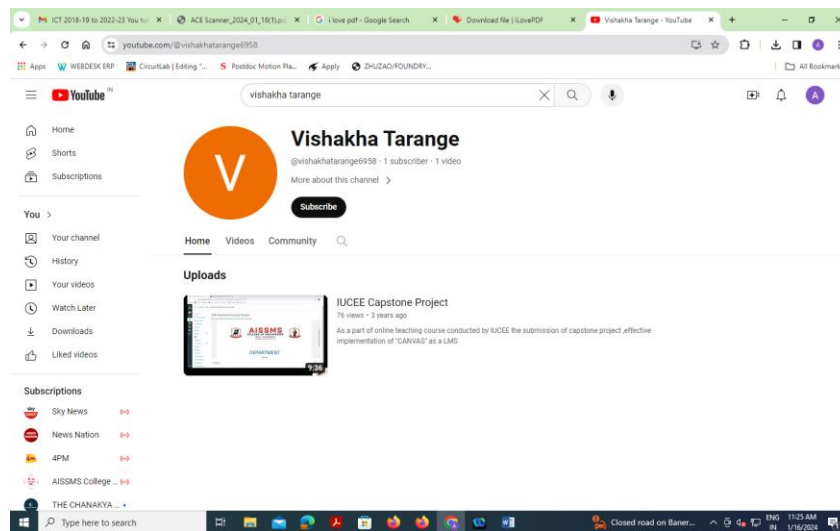 ICT 2018-19 to 2022-23 You tu
ACE Scanner_2024_01_16(1).pd
i love pdf - Google Search
Download file | iLovePDF
Vishakha Tarange - YouTube
youtube.com/@vishakhatarange6958
Apps
WEBDESK ERP
CircuitLab | Editing "...
Postdoc Motion Pla...
Apply
ZHUZAO/FOUNDRY...
All Bookmark
YouTube IN
vishakha tarange
A
Home
Shorts
Subscriptions
You
Your channel
History
Your videos
Watch Later
Downloads
Liked videos
Subscriptions
Sky News
News Nation
4PM
AISSMS College ...
THE CHANAKYA ...
V
Vishakha Tarange
@vishakhatarange6958 · 1 subscriber · 1 video
More about this channel
Subscribe
Home Videos Community
Uploads
AISSMS
DEPARTMENT
9:36
IUCEE Capstone Project
76 views · 3 years ago
As a part of online teaching course conducted by IUCEE the submission of capstone project ,effective
implementation of "CANVAS" as a LMS
Type here to search
Closed road on Baner...
ENG
IN
11:25 AM
1/16/2024